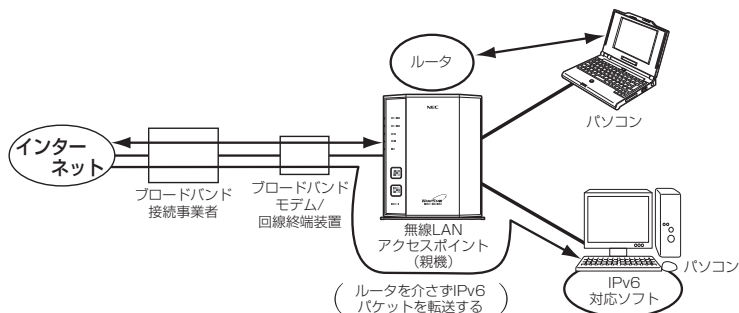 ルータ
NEC
パソコン
インター
ネット
ブロードバンド
接続事業者
ブロードバンド
モデム/
回線終端装置
無線LAN
アクセスポイント
(親機)
パソコン
IPv6
対応ソフト
ルータを介さずIPv6
パケットを転送する